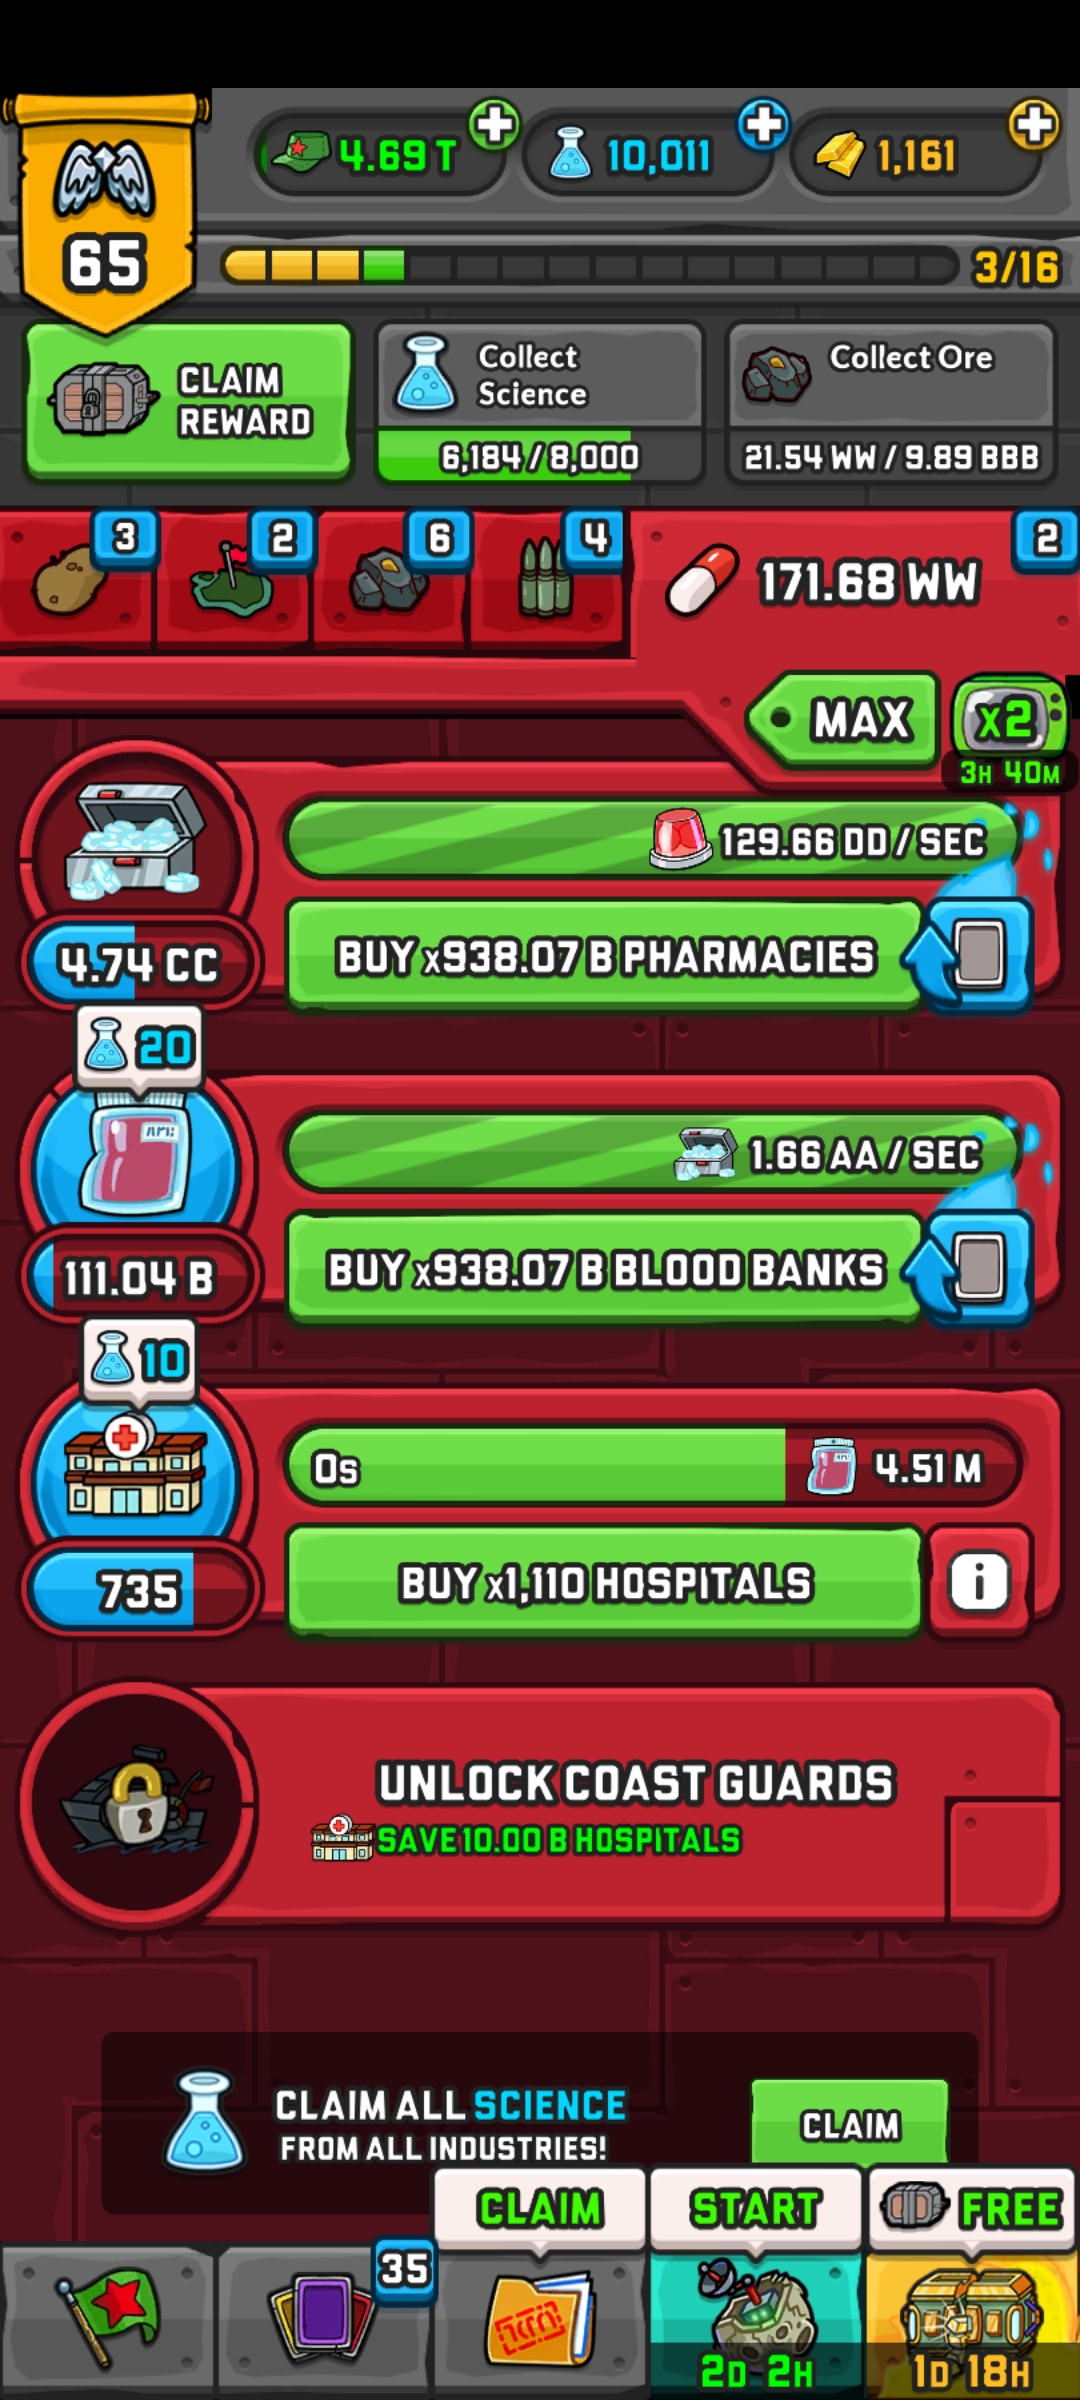 65
4.69 T
10,011
1,161
3/16
CLAIM
REWARD
Collect
Science
6,184 / 8,000
Collect Ore
21.54 WW / 9.89 BBB
3
2
6
4
171.68 WW
2
MAX
x2
3H 40M
129.66 DD / SEC
BUY x938.07 B PHARMACIES
4.74 CC
20
1.66 AA / SEC
BUY x938.07 B BLOOD BANKS
111.04 B
10
0s
4.51 M
BUY x1,110 HOSPITALS
i
735
UNLOCK COAST GUARDS
SAVE 10.00 B HOSPITALS
CLAIM ALL SCIENCE
FROM ALL INDUSTRIES!
CLAIM
CLAIM
START
FREE
35
2D 2H
1D 18H